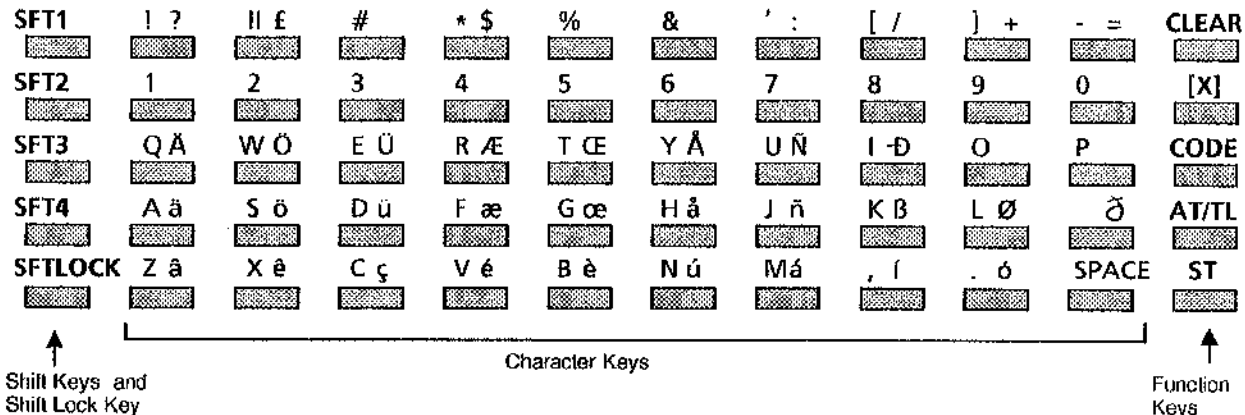 SFT1 ! ? || £ # * $ % & ' : [ / ] + - = CLEAR
SFT2 1 2 3 4 5 6 7 8 9 0 [X]
SFT3 Q Ä W Ö E Ü R Æ T Œ Y Å U Ñ I Đ O P CODE
SFT4 A ä S ö D ü F æ G œ H å J ñ K ß L Ø ð AT/TL
SFTLOCK Z â X ê C ç V é B è N ú M á , í . ó SPACE ST
Character Keys
Shift Keys and
Shift Lock Key
Function
Keys